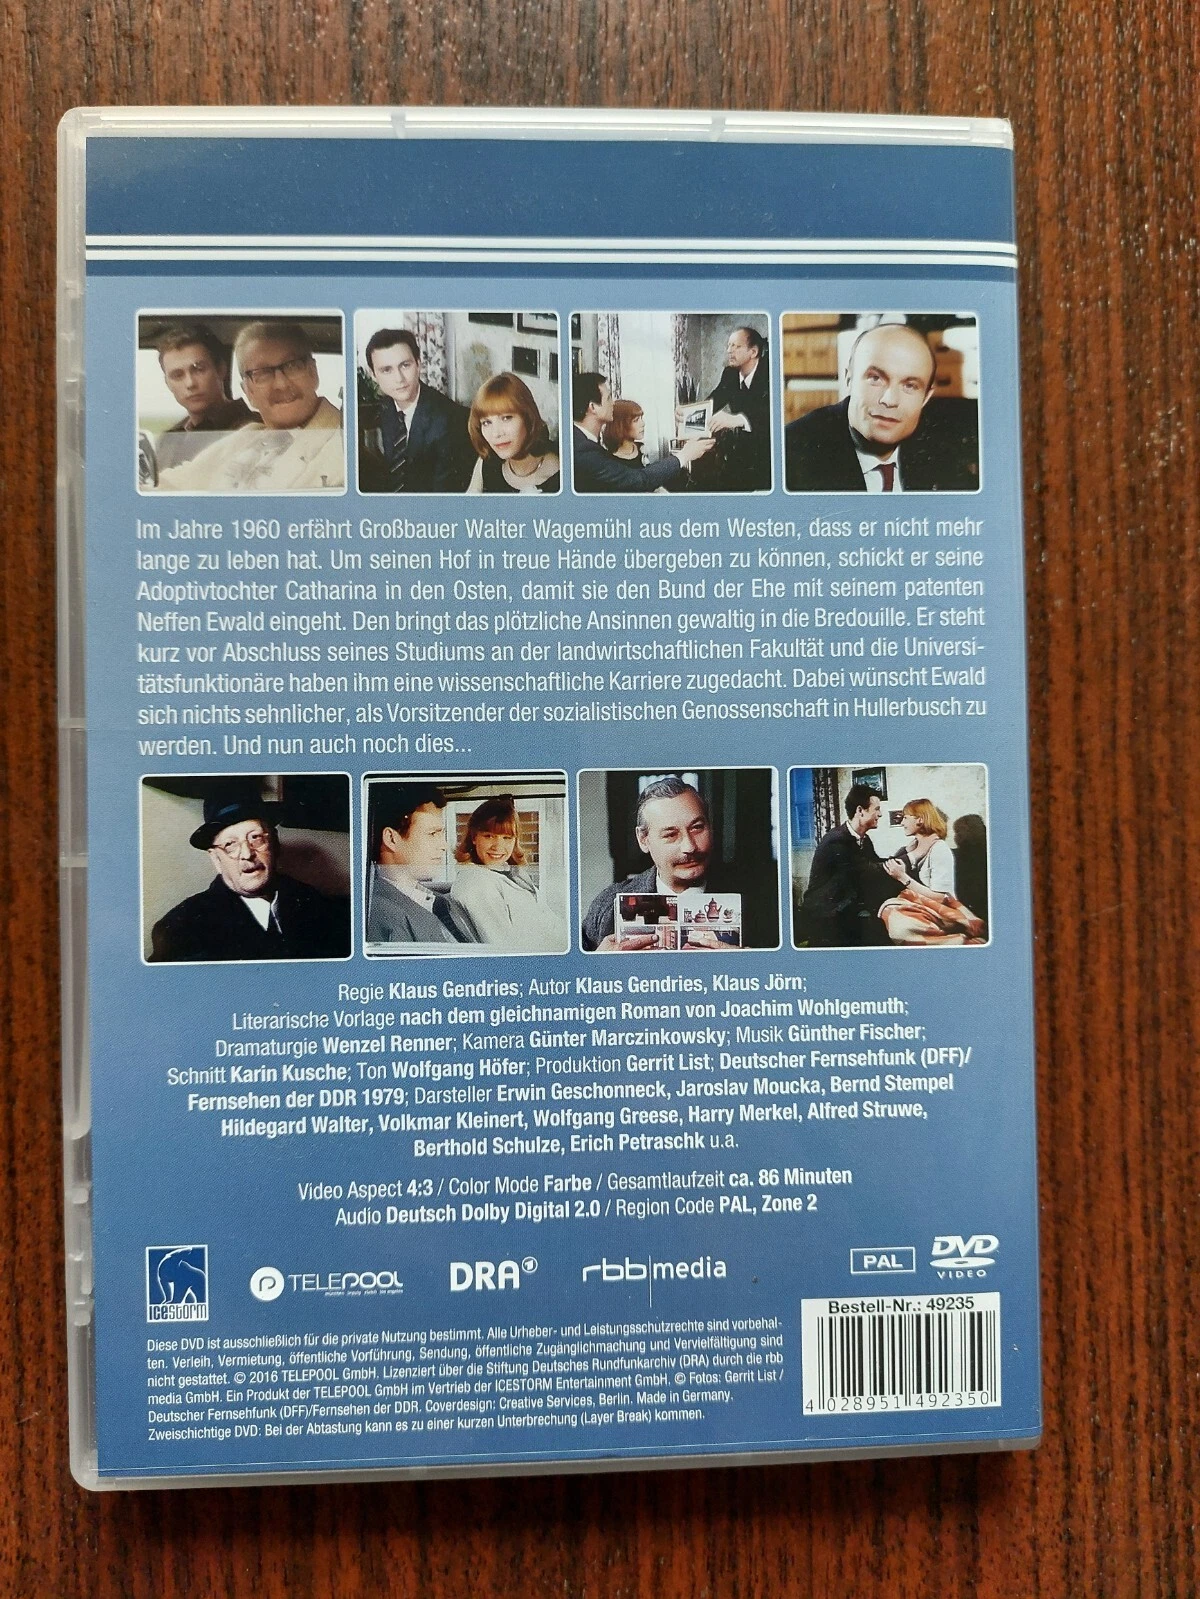 Im Jahre 1960 erfährt Großbauer Walter Wagemühl aus dem Westen, dass er nicht mehr
lange zu leben hat. Um seinen Hof in treue Hände übergeben zu können, schickt er seine
Adoptivtochter Catharina in den Osten, damit sie den Bund der Ehe mit seinem patenten
Neffen Ewald eingeht. Den bringt das plötzliche Ansinnen gewaltig in die Bredouille. Er steht
kurz vor Abschluss seines Studiums an der landwirtschaftlichen Fakultät und die Universi-
tätsfunktionäre haben ihm eine wissenschaftliche Karriere zugedacht. Dabei wünscht Ewald
sich nichts sehnlicher, als Vorsitzender der sozialistischen Genossenschaft in Hullerbusch zu
werden. Und nun auch noch dies...
Regie Klaus Gendries; Autor Klaus Gendries, Klaus Jörn;
Literarische Vorlage nach dem gleichnamigen Roman von Joachim Wohlgemuth;
Dramaturgie Wenzel Renner; Kamera Günter Marczinkowsky; Musik Günther Fischer;
Schnitt Karin Kusche; Ton Wolfgang Höfer; Produktion Gerrit List; Deutscher Fernsehfunk (DFF)/
Fernsehen der DDR 1979; Darsteller Erwin Geschonneck, Jaroslav Moucka, Bernd Stempel
Hildegard Walter, Volkmar Kleinert, Wolfgang Greese, Harry Merkel, Alfred Struwe,
Berthold Schulze, Erich Petraschk u.a.
Video Aspect 4:3 / Color Mode Farbe / Gesamtlaufzeit ca. 86 Minuten
Audio Deutsch Dolby Digital 2.0 / Region Code PAL, Zone 2
ICESTORM
TELEPOOL
DRA
rbb media
PAL
DVD
VIDEO
Bestell-Nr.: 49235
4 028951 492350
Diese DVD ist ausschließlich für die private Nutzung bestimmt. Alle Urheber- und Leistungsschutzrechte sind vorbehal-
ten. Verleih, Vermietung, öffentliche Vorführung, Sendung, öffentliche Zugänglichmachung und Vervielfältigung sind
nicht gestattet. © 2016 TELEPOOL GmbH. Lizenziert über die Stiftung Deutsches Rundfunkarchiv (DRA) durch die rbb
media GmbH. Ein Produkt der TELEPOOL GmbH im Vertrieb der ICESTORM Entertainment GmbH. © Fotos: Gerrit List /
Deutscher Fernsehfunk (DFF)/Fernsehen der DDR. Coverdesign: Creative Services, Berlin. Made in Germany.
Zweischichtige DVD: Bei der Abtastung kann es zu einer kurzen Unterbrechung (Layer Break) kommen.